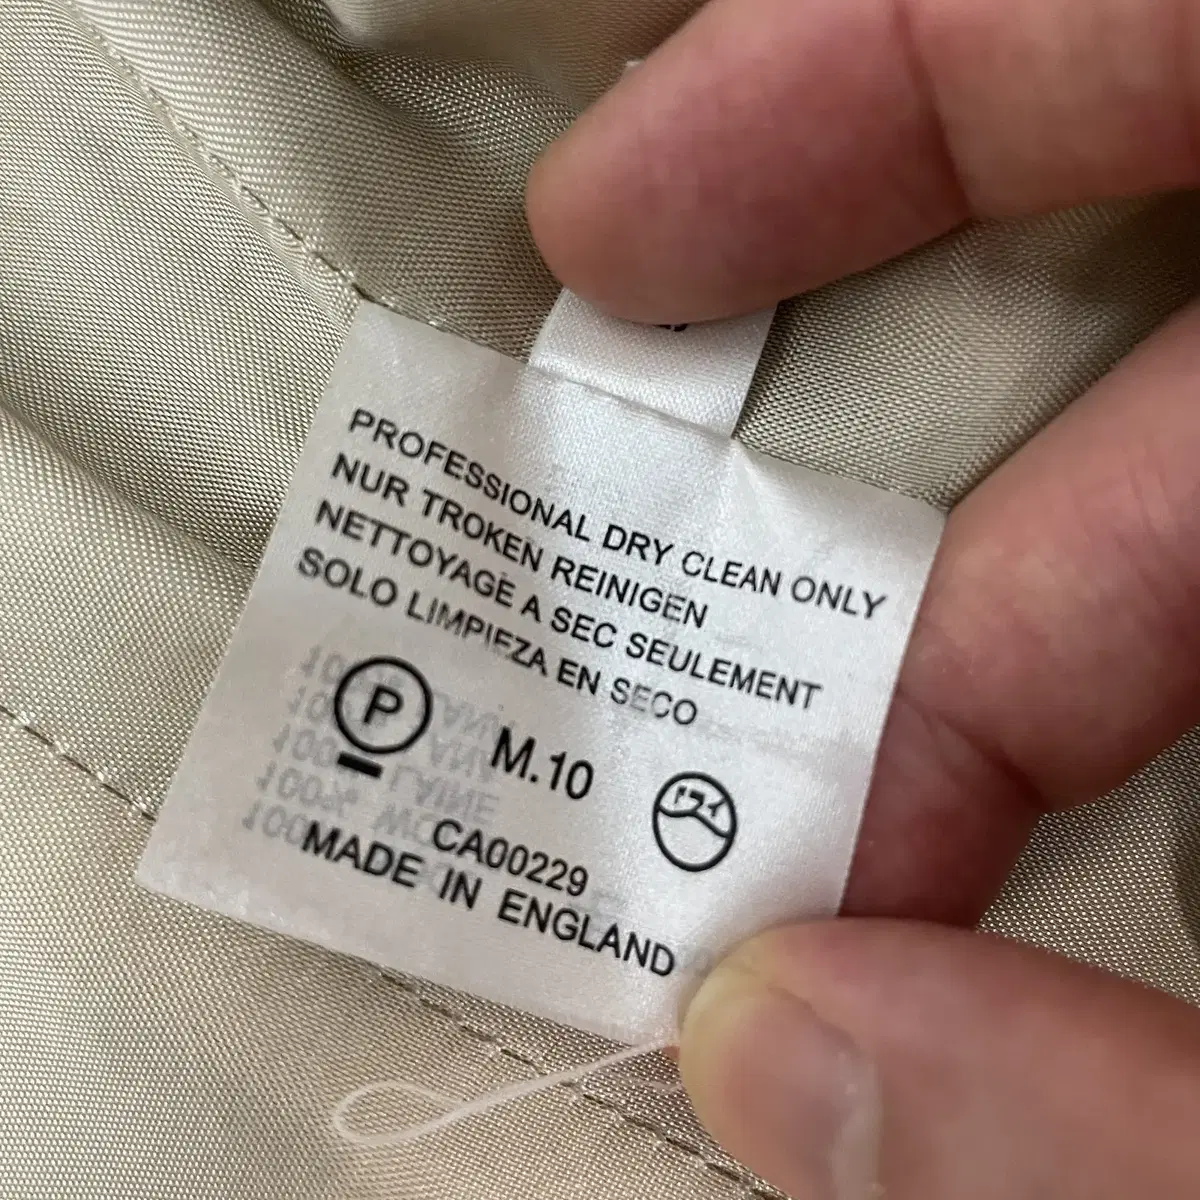 PROFESSIONAL DRY CLEAN ONLY
NUR TROKEN REINIGEN
NETTOYAGE A SEC SEULEMENT
SOLO LIMPIEZA EN SECO
P
M.10
ドライ
CA00229
MADE IN ENGLAND